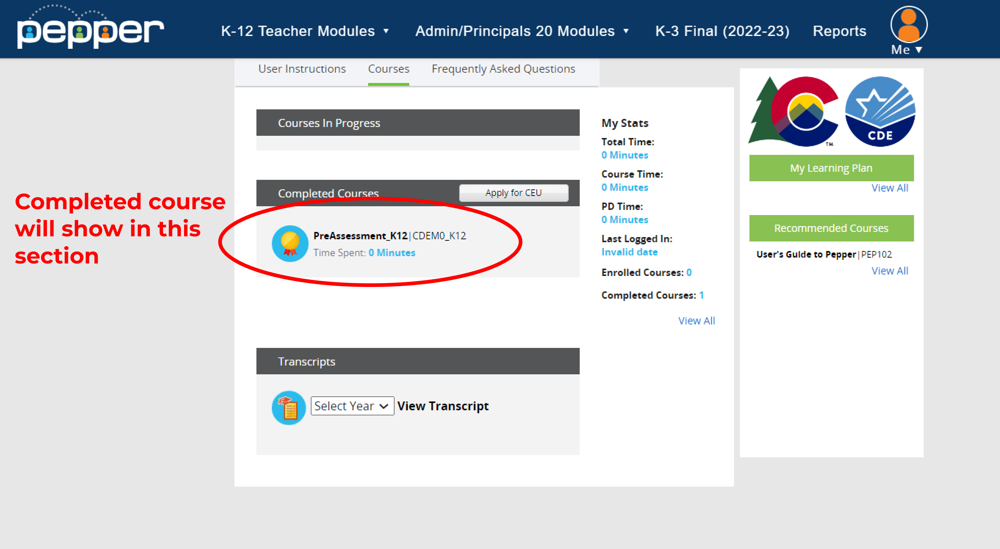 pepper
K-12 Teacher Modules ▼ Admin/Principals 20 Modules ▼ K-3 Final (2022-23) Reports
Me ▼
User Instructions Courses Frequently Asked Questions
Completed course
will show in this
section
Courses In Progress
Completed Courses Apply for CEU
PreAssessment_K12|CDEM0_K12
Time Spent: 0 Minutes
Transcripts
Select Year View Transcript
My Stats
Total Time:
0 Minutes
Course Time:
0 Minutes
PD Time:
0 Minutes
Last Logged In:
Invalid date
Enrolled Courses: 0
Completed Courses: 1
View All
TM
CDE
My Learning Plan
View All
Recommended Courses
User's Guide to Pepper|PEP102
View All